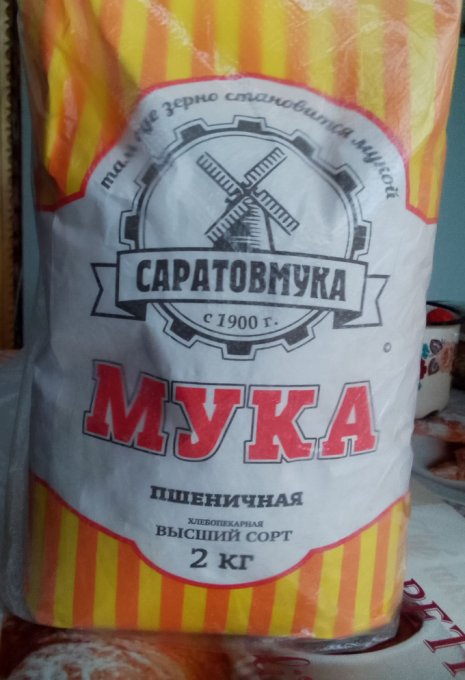 там где зерно становится мукой
САРАТОВМУКА
с 1900 г.
©
МУКА
ПШЕНИЧНАЯ
ХЛЕБОПЕКАРНАЯ
ВЫСШИЙ СОРТ
2 КГ